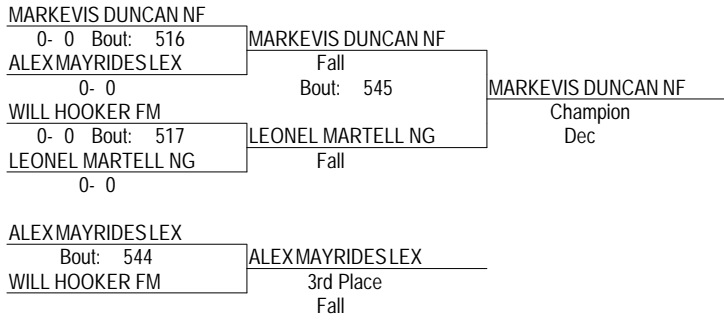 MARKEVIS DUNCAN NF
0- 0 Bout: 516 MARKEVIS DUNCAN NF
ALEX MAYRIDES LEX Fall
0- 0 Bout: 545 MARKEVIS DUNCAN NF
WILL HOOKER FM Champion
0- 0 Bout: 517 LEONEL MARTELL NG Dec
LEONEL MARTELL NG Fall
0- 0
ALEX MAYRIDES LEX
Bout: 544 ALEX MAYRIDES LEX
WILL HOOKER FM 3rd Place
Fall